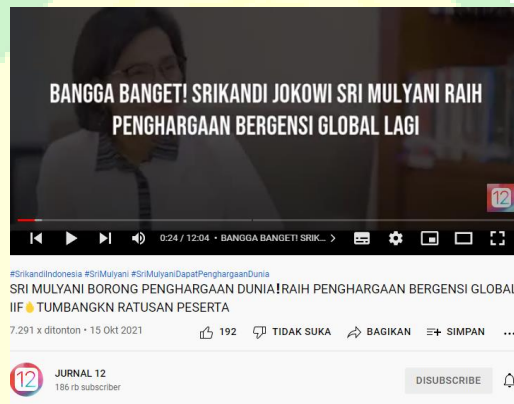 BANGGA BANGET! SRIKANDI JOKOWI SRI MULYANI RAIH
PENGHARGAAN BERGENSI GLOBAL LAGI
12
0:24 / 12:04 • BANGGA BANGET! SRIK... >
#SrikandiIndonesia #SriMulyani #SriMulyaniDapatPenghargaanDunia
SRI MULYANI BORONG PENGHARGAAN DUNIA!RAIH PENGHARGAAN BERGENSI GLOBAL
IIF TUMBANGKN RATUSAN PESERTA
7.291 x ditonton • 15 Okt 2021
192 TIDAK SUKA BAGIKAN SIMPAN ...
12
JURNAL 12
186 rb subscriber
DISUBSCRIBE